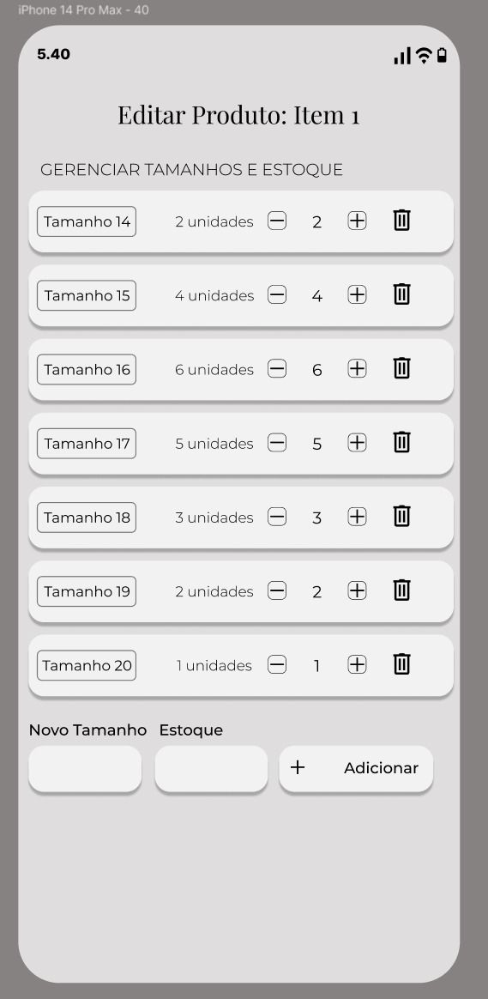 iPhone 14 Pro Max - 40
5.40
Editar Produto: Item 1
GERENCIAR TAMANHOS E ESTOQUE
Tamanho 14 2 unidades 2
Tamanho 15 4 unidades 4
Tamanho 16 6 unidades 6
Tamanho 17 5 unidades 5
Tamanho 18 3 unidades 3
Tamanho 19 2 unidades 2
Tamanho 20 1 unidades 1
Novo Tamanho Estoque
+ Adicionar